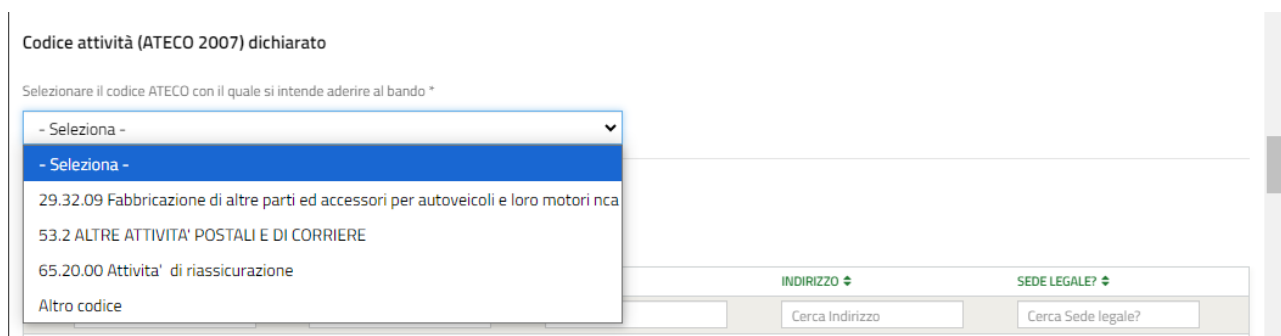 Codice attività (ATECO 2007) dichiarato
Selezionare il codice ATECO con il quale si intende aderire al bando *
- Seleziona -
- Seleziona -
29.32.09 Fabbricazione di altre parti ed accessori per autoveicoli e loro motori nca
53.2 ALTRE ATTIVITA' POSTALI E DI CORRIERE
65.20.00 Attivita'  di riassicurazione
Altro codice
INDIRIZZO SEDE LEGALE?
Cerca Indirizzo Cerca Sede legale?